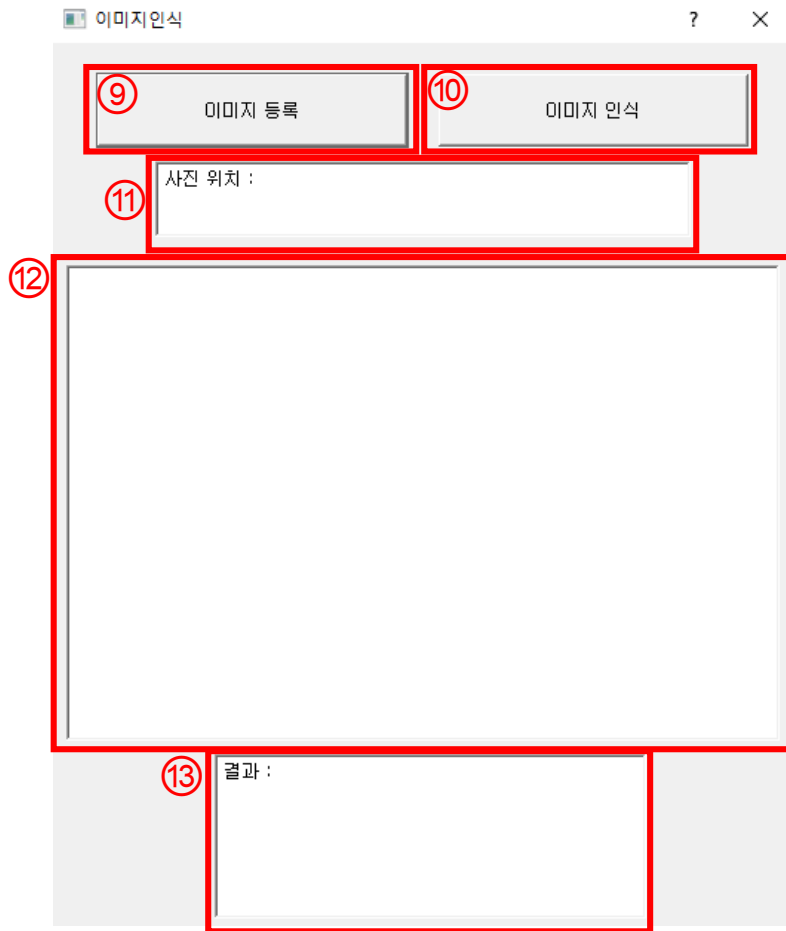 이미지인식 ? ×
⑨ 이미지 등록 ⑩ 이미지 인식
⑪ 사진 위치 :
⑫
⑬ 결과 :